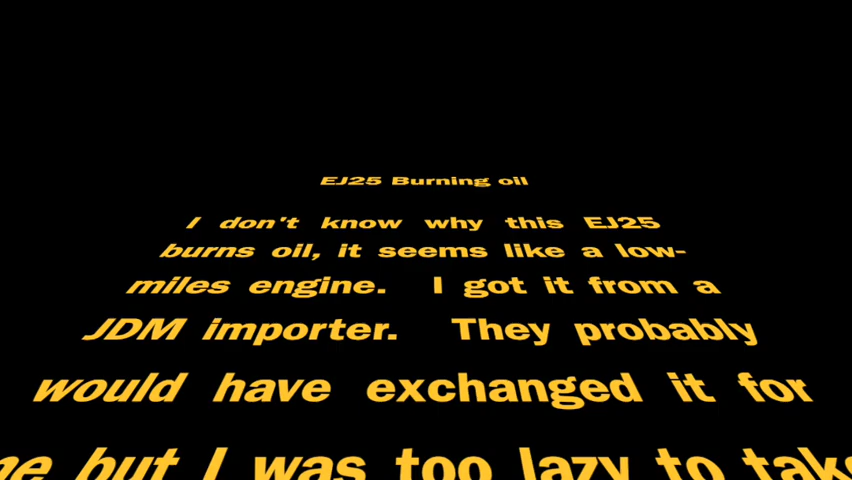 EJ25 Burning oil
I don't know why this EJ25
burns oil, it seems like a low-
miles engine. I got it from a
JDM importer. They probably
would have exchanged it for
but I was too lazy to take